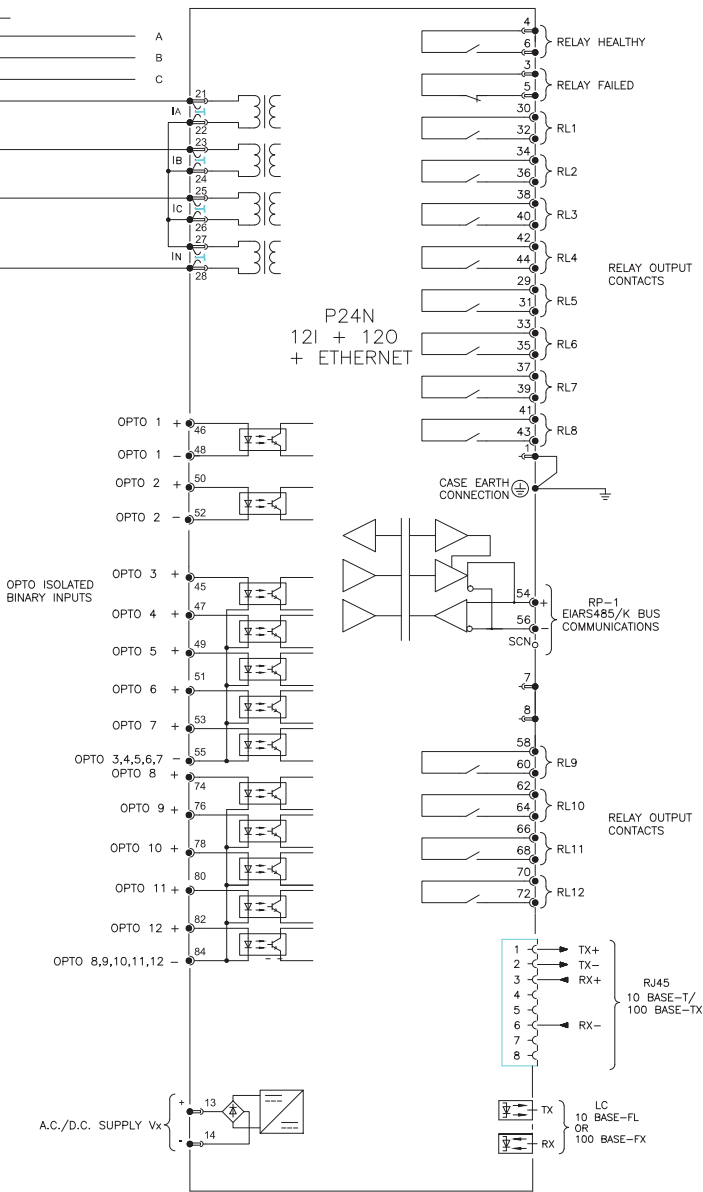 A
B
C
21
IA
22
23
IB
24
25
IC
26
27
IN
28
P24N
12I + 12O
+ ETHERNET
4
6
RELAY HEALTHY
3
5
RELAY FAILED
30
32
RL1
34
36
RL2
38
40
RL3
42
44
RL4
29
31
RL5
33
35
RL6
37
39
RL7
41
43
RL8
RELAY OUTPUT
CONTACTS
1
CASE EARTH
CONNECTION
OPTO 1 + 46
OPTO 1 − 48
OPTO 2 + 50
OPTO 2 − 52
OPTO ISOLATED
BINARY INPUTS
OPTO 3 + 45
OPTO 4 + 47
OPTO 5 + 49
OPTO 6 + 51
OPTO 7 + 53
OPTO 3,4,5,6,7 − 55
OPTO 8 + 74
OPTO 9 + 76
OPTO 10 + 78
OPTO 11 + 80
OPTO 12 + 82
OPTO 8,9,10,11,12 − 84
54 +
56 −
SCN
RP−1
EIARS485/K BUS
COMMUNICATIONS
7
8
58
60
RL9
62
64
RL10
66
68
RL11
70
72
RL12
RELAY OUTPUT
CONTACTS
1 TX+
2 TX−
3 RX+
4
5
6 RX−
7
8
RJ45
10 BASE−T/
100 BASE−TX
A.C./D.C. SUPPLY Vx
+ 13
- 14
TX
RX
LC
10 BASE−FL
OR
100 BASE−FX